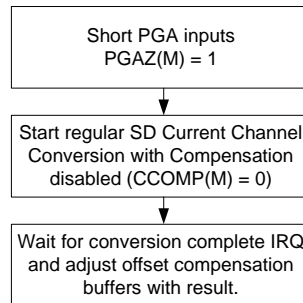 Short PGA inputs
PGAZ(M) = 1
Start regular SD Current Channel
Conversion with Compensation
disabled (CCOMP(M) = 0)
Wait for conversion complete IRQ
and adjust offset compensation
buffers with result.